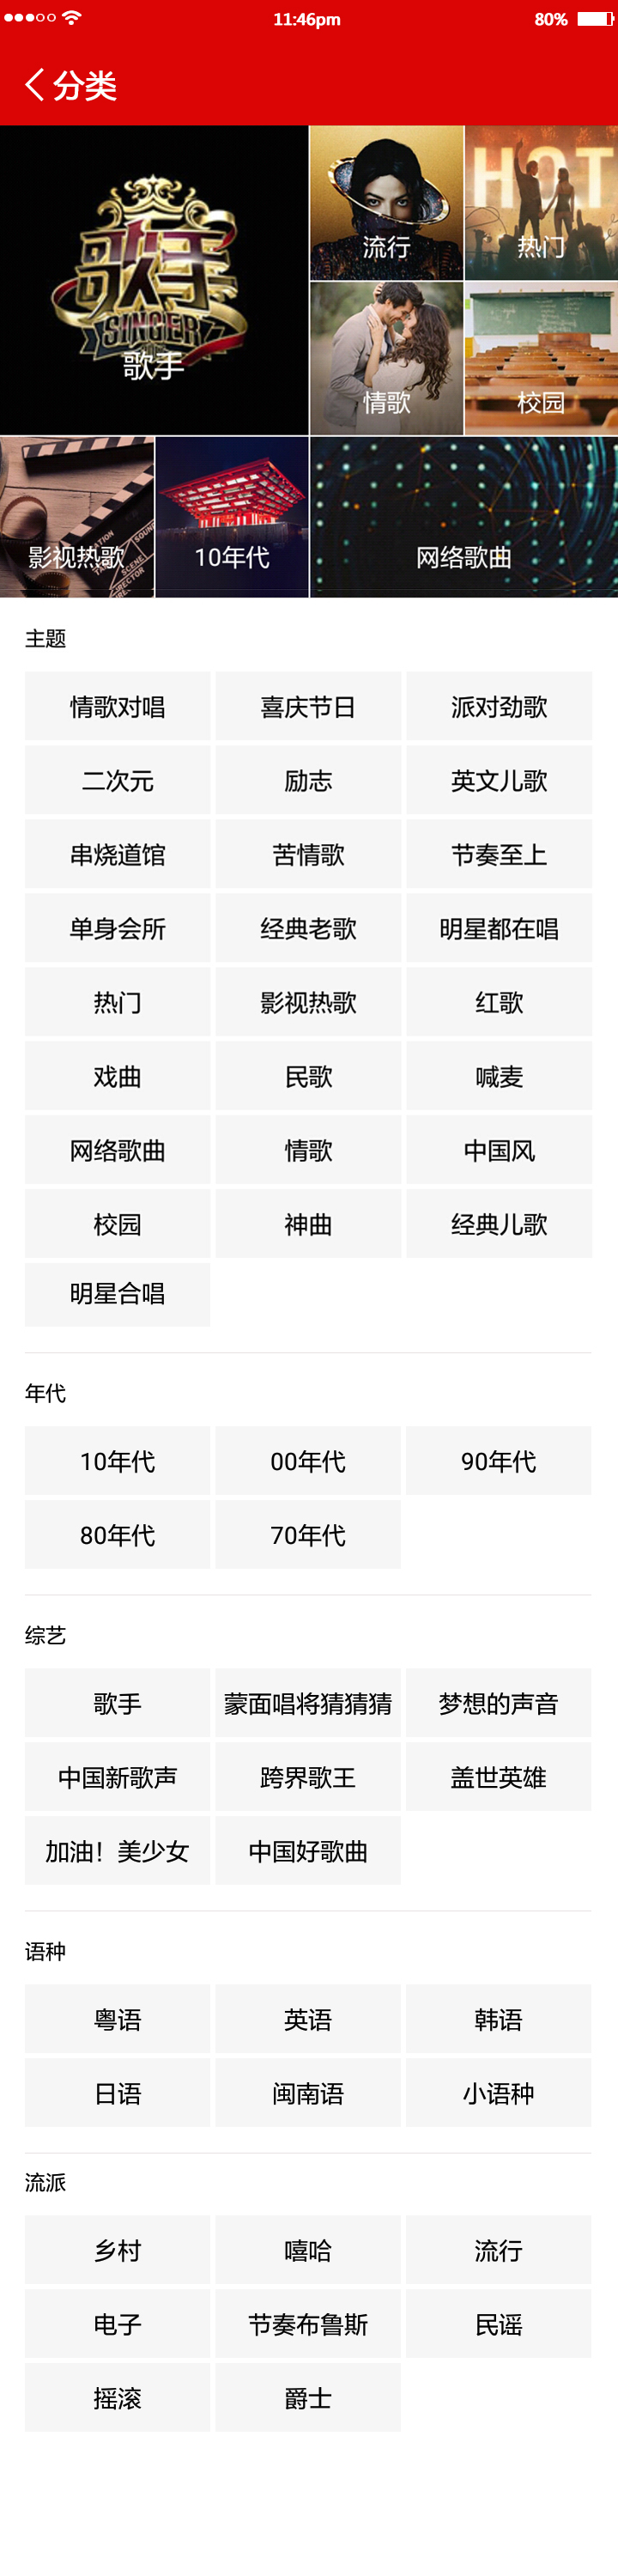 11:46pm 80%
分类
歌手
SINGER
歌手
流行
HOT
热门
情歌
校园
影视热歌
10年代
网络歌曲
主题
情歌对唱 喜庆节日 派对劲歌
二次元 励志 英文儿歌
串烧道馆 苦情歌 节奏至上
单身会所 经典老歌 明星都在唱
热门 影视热歌 红歌
戏曲 民歌 喊麦
网络歌曲 情歌 中国风
校园 神曲 经典儿歌
明星合唱
年代
10年代 00年代 90年代
80年代 70年代
综艺
歌手 蒙面唱将猜猜猜 梦想的声音
中国新歌声 跨界歌王 盖世英雄
加油！美少女 中国好歌曲
语种
粤语 英语 韩语
日语 闽南语 小语种
流派
乡村 嘻哈 流行
电子 节奏布鲁斯 民谣
摇滚 爵士